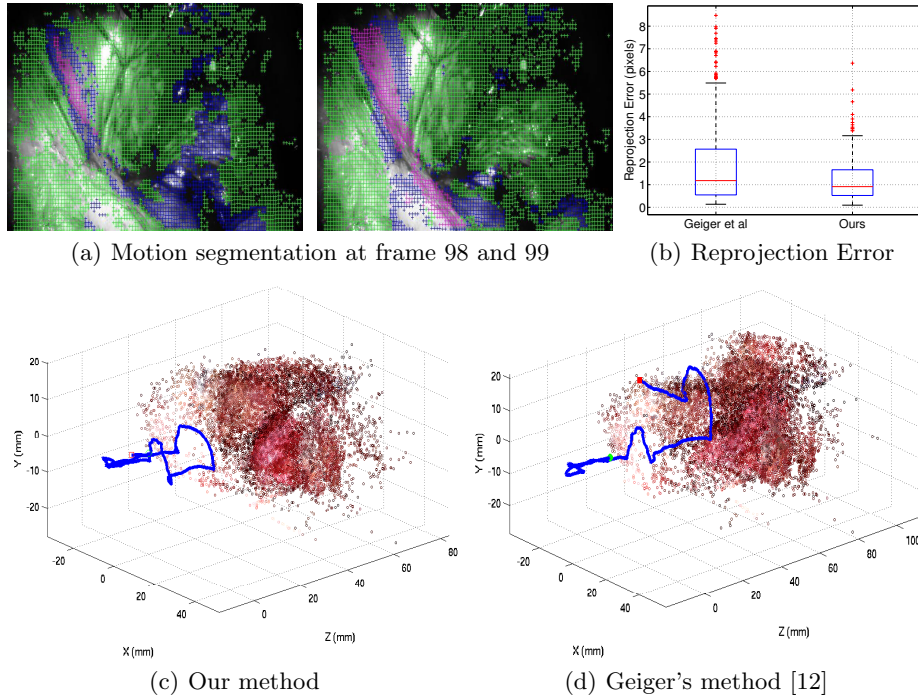 8
7
6
5
4
3
2
1
0
Reprojection Error (pixels)
Geiger et al
Ours
(a) Motion segmentation at frame 98 and 99
(b) Reprojection Error
20
10
0
-10
-20
Y (mm)
-20
0
20
40
X (mm)
0
20
40
60
80
Z (mm)
20
10
0
-10
-20
Y (mm)
-20
0
20
40
X (mm)
0
20
40
60
80
100
Z (mm)
(c) Our method
(d) Geiger's method [12]